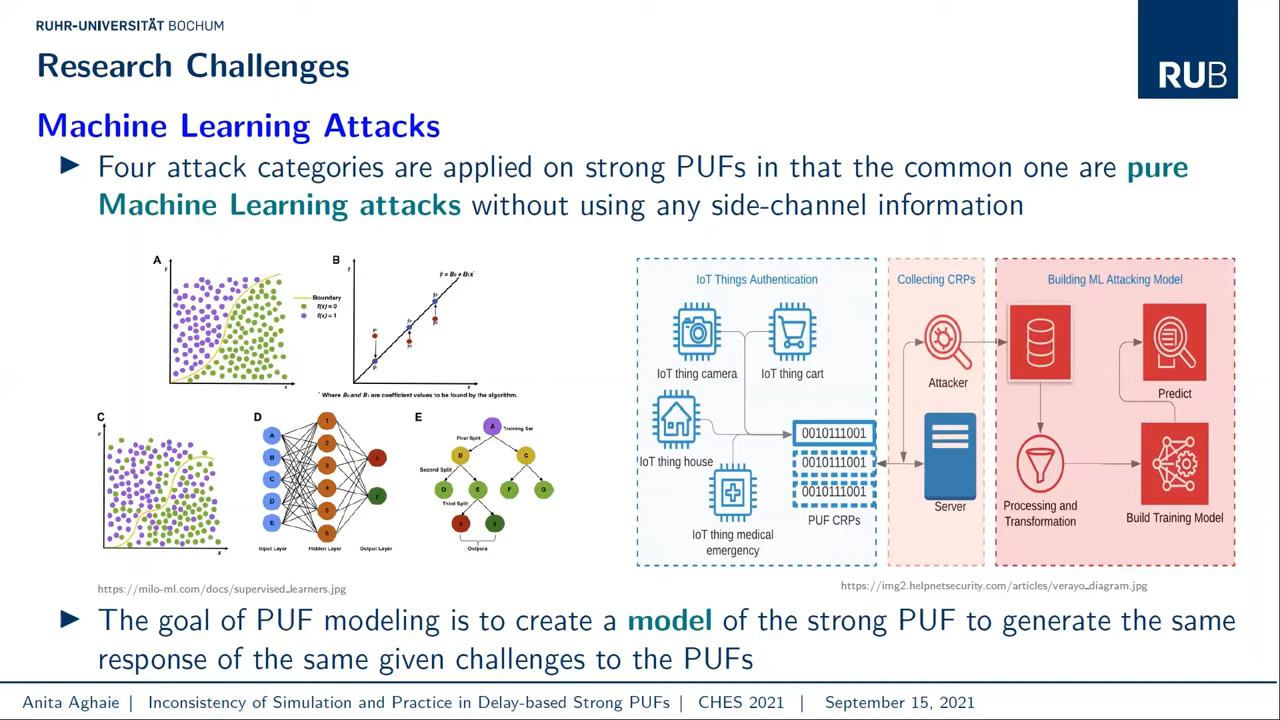 RUHR-UNIVERSITÄT BOCHUM
RUB
Research Challenges
Machine Learning Attacks
Four attack categories are applied on strong PUFs in that the common one are pure
Machine Learning attacks without using any side-channel information
A
y
x
Boundary
f(x) = 0
f(x) = 1
B
y
x
* Where B₀ and B₁ are coefficient values to be found by the algorithm.
C
y
x
D
A
B
C
D
E
1
2
3
4
5
6
Input Layer
Hidden Layer
Output Layer
E
A
Training Set
First Split
B
C
Second Split
D
E
F
G
Third Split
Outputs
https://milo-ml.com/docs/supervised_learners.jpg
IoT Things Authentication
IoT thing camera
IoT thing cart
IoT thing house
IoT thing medical
emergency
0010111001
0010111001
0010111001
PUF CRPs
Collecting CRPs
Attacker
Server
Building ML Attacking Model
Predict
Processing and
Transformation
Build Training Model
https://img2.helpnetsecurity.com/articles/verayo_diagram.jpg
The goal of PUF modeling is to create a model of the strong PUF to generate the same
response of the same given challenges to the PUFs
Anita Aghaie | Inconsistency of Simulation and Practice in Delay-based Strong PUFs | CHES 2021 | September 15, 2021